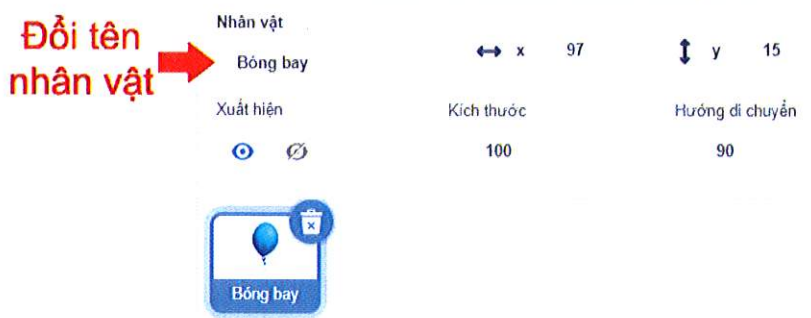 Đổi tên
nhân vật
Nhân vật
Bóng bay
x 97
y 15
Xuất hiện
Kích thước
Hướng di chuyển
100
90
Bóng bay